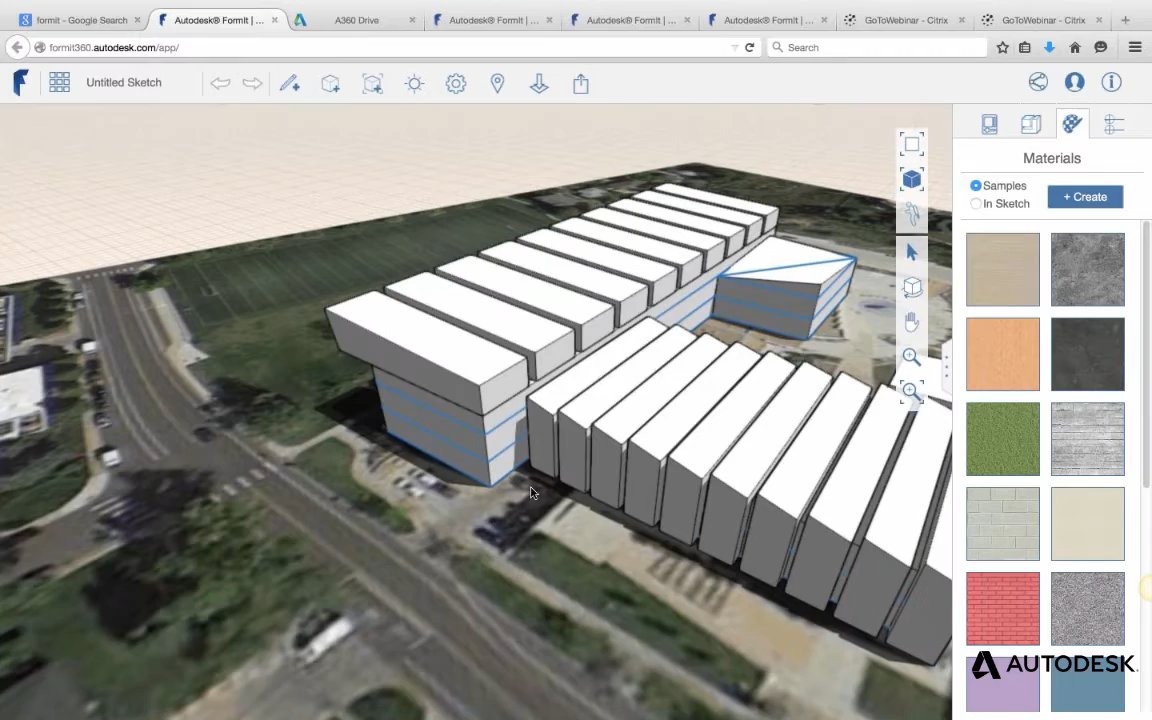 formit - Google Search
Autodesk® FormIt | ...
A360 Drive
Autodesk® FormIt | ...
Autodesk® FormIt | ...
Autodesk® FormIt | ...
GoToWebinar - Citrix
GoToWebinar - Citrix
formit360.autodesk.com/app/
Search
Untitled Sketch
Materials
Samples
In Sketch
+ Create
AUTODESK.